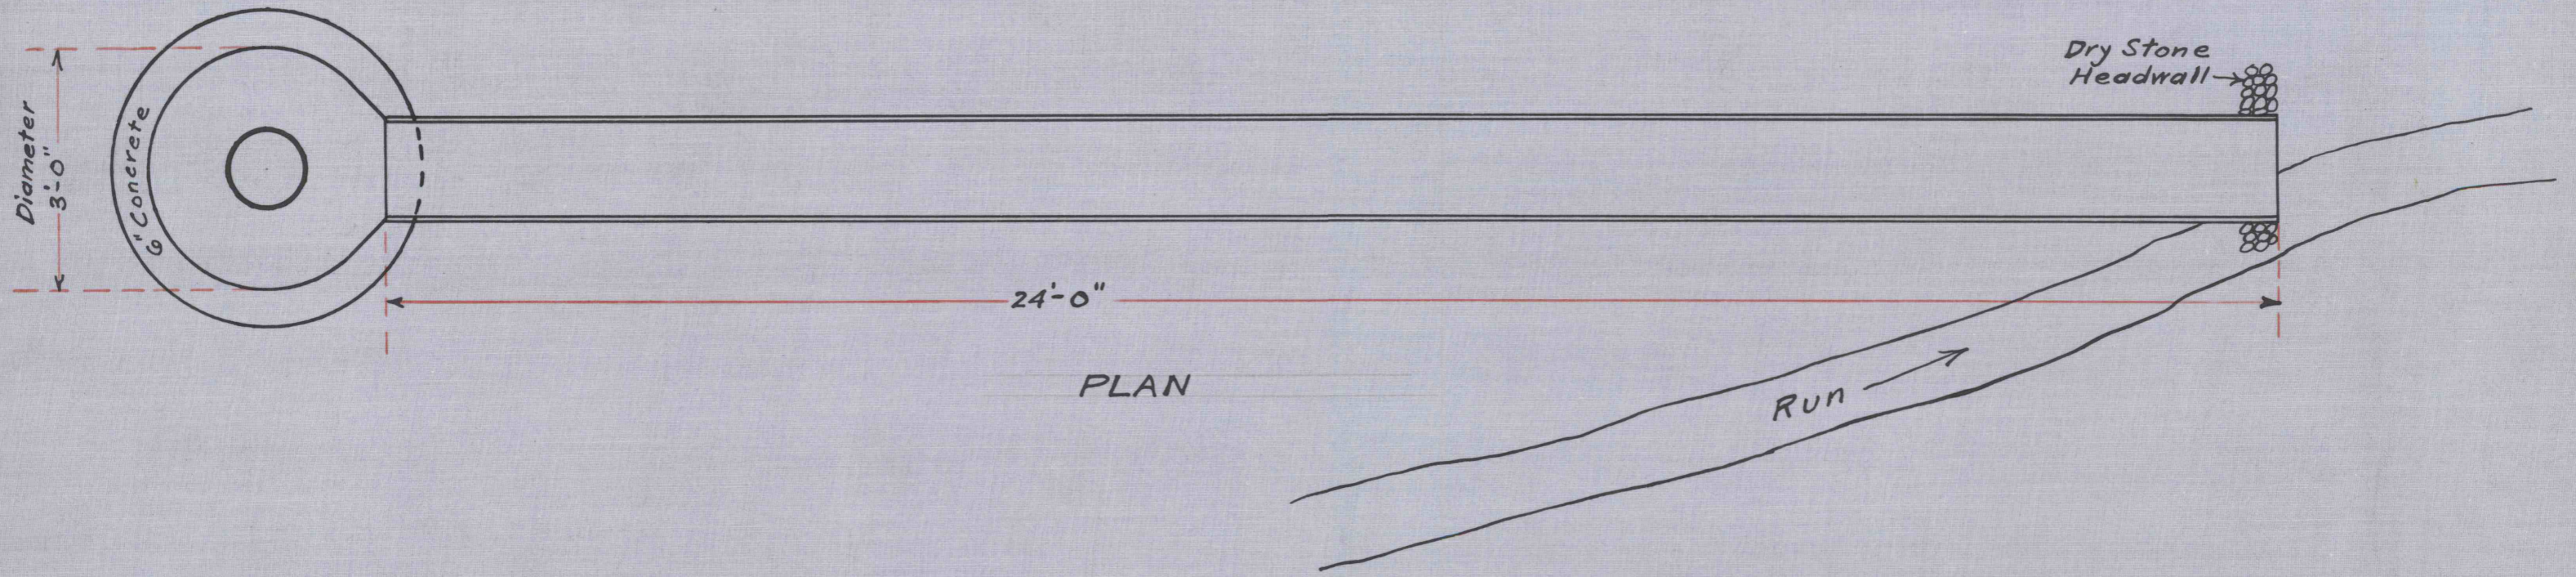 Diameter
3'-0"
6" Concrete
Dry Stone
Headwall
24'-0"
PLAN
Run